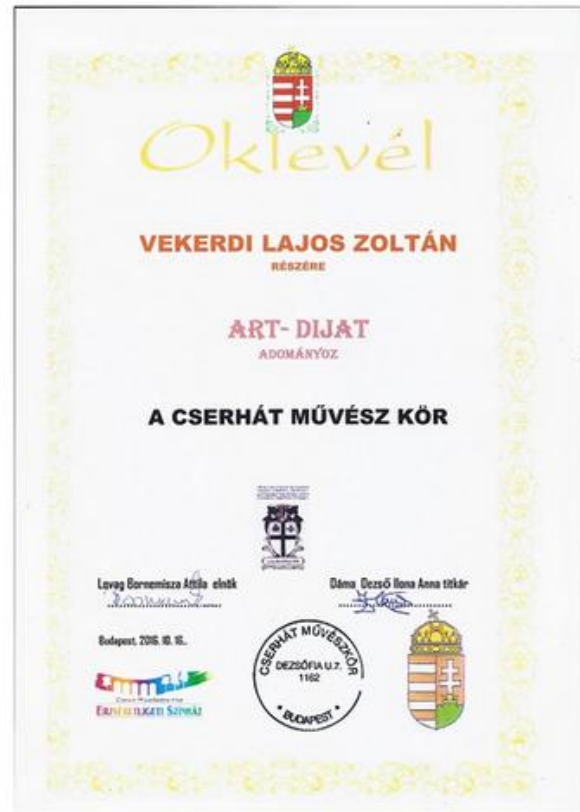 Oklevél
VEKERDI LAJOS ZOLTÁN
RÉSZÉRE
ART- DIJAT
ADOMÁNYOZ
A CSERHÁT MŰVÉSZ KÖR
Lovag Bornemisza Attila elnök
Dáma Dezső Ilona Anna titkár
Budapest, 2016. 10. 16..
CSERHÁT MŰVÉSZKÖR
DEZSŐFIA U.7.
1162
• BUDAPEST •
ERZSÉBETLIGETI SZÍNHÁZ